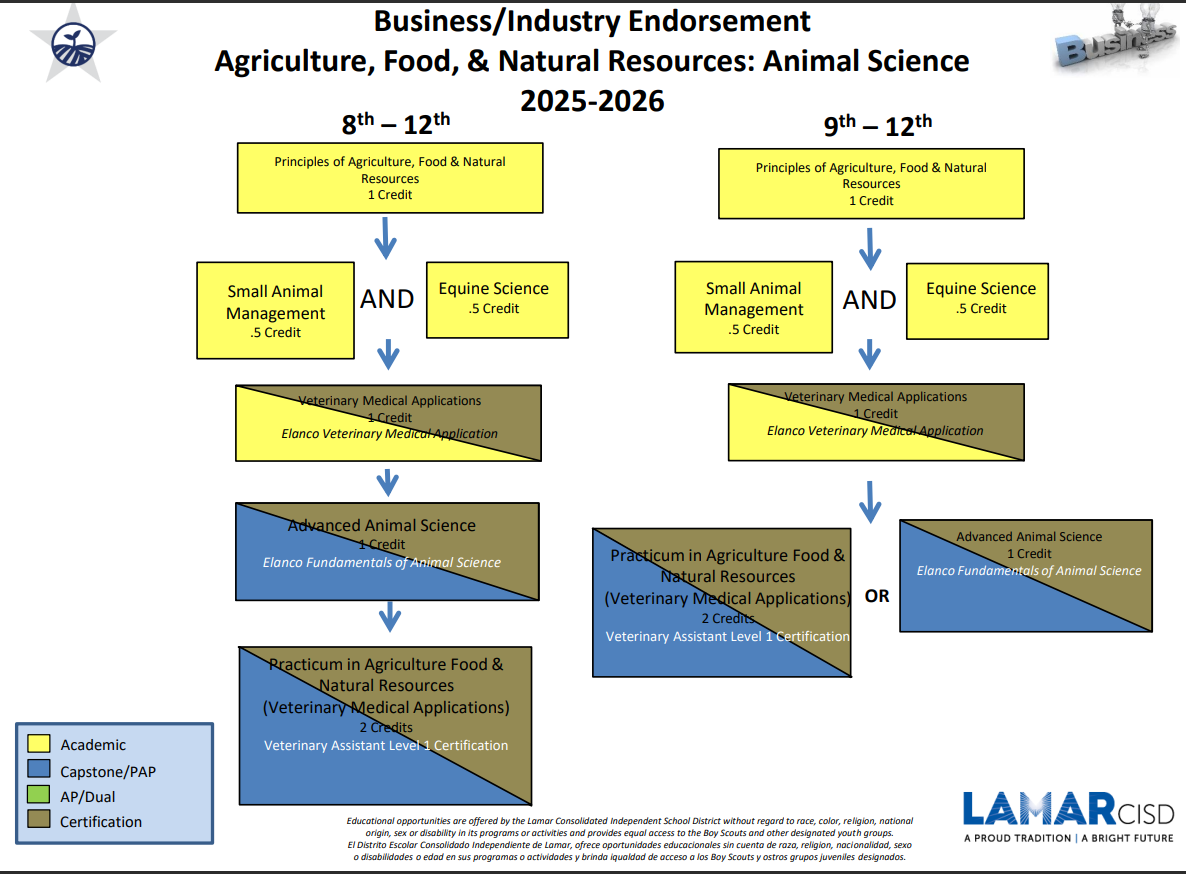 Business/Industry Endorsement
Agriculture, Food, & Natural Resources: Animal Science
2025-2026
Business
8th – 12th
Principles of Agriculture, Food & Natural
Resources
1 Credit
Small Animal
Management
.5 Credit
AND
Equine Science
.5 Credit
Veterinary Medical Applications
1 Credit
Elanco Veterinary Medical Application
Advanced Animal Science
1 Credit
Elanco Fundamentals of Animal Science
Practicum in Agriculture Food &
Natural Resources
(Veterinary Medical Applications)
2 Credits
Veterinary Assistant Level 1 Certification
9th – 12th
Principles of Agriculture, Food & Natural
Resources
1 Credit
Small Animal
Management
.5 Credit
AND
Equine Science
.5 Credit
Veterinary Medical Applications
1 Credit
Elanco Veterinary Medical Application
Practicum in Agriculture Food &
Natural Resources
(Veterinary Medical Applications)
2 Credits
Veterinary Assistant Level 1 Certification
OR
Advanced Animal Science
1 Credit
Elanco Fundamentals of Animal Science
Academic
Capstone/PAP
AP/Dual
Certification
Educational opportunities are offered by the Lamar Consolidated Independent School District without regard to race, color, religion, national
origin, sex or disability in its programs or activities and provides equal access to the Boy Scouts and other designated youth groups.
El Distrito Escolar Consolidado Independiente de Lamar, ofrece oportunidades educacionales sin cuenta de raza, religion, nacionalidad, sexo
o disabilidades o edad en sus programas o actividades y brinda igualdad de acceso a los Boy Scouts y ostros grupos juveniles designados.
LAMAR CISD
A PROUD TRADITION | A BRIGHT FUTURE